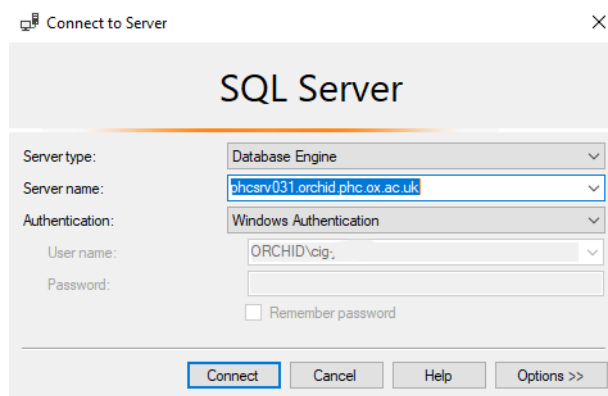 Connect to Server
SQL Server
Server type: Database Engine
Server name: phcsrv031.orchid.phc.ox.ac.uk
Authentication: Windows Authentication
User name: ORCHID\cig-
Password:
Remember password
Connect Cancel Help Options >>